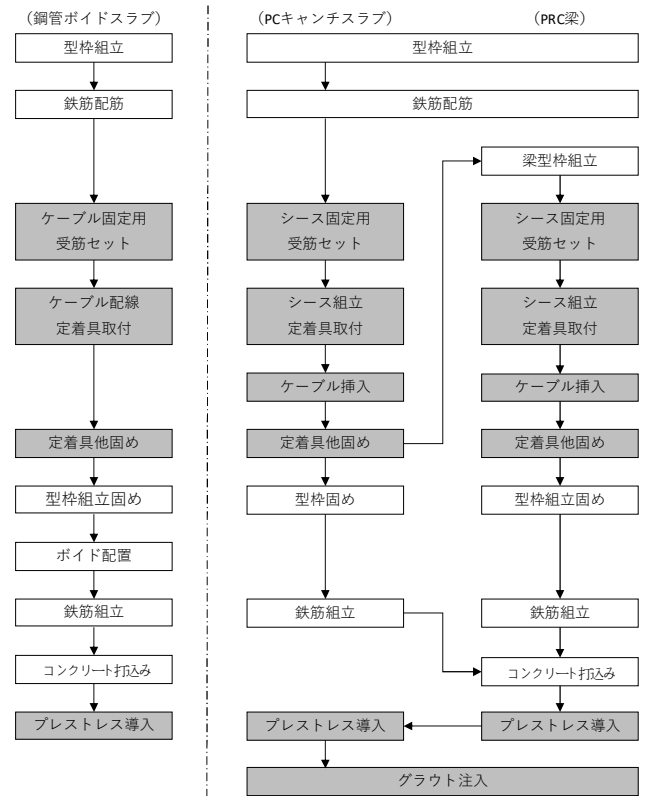 （鋼管ボイドスラブ）
型枠組立
鉄筋配筋
ケーブル固定用
受筋セット
ケーブル配線
定着具取付
定着具他固め
型枠組立固め
ボイド配置
鉄筋組立
コンクリート打込み
プレストレス導入
（PCキャンチスラブ）
（PRC梁）
型枠組立
鉄筋配筋
シース固定用
受筋セット
シース組立
定着具取付
ケーブル挿入
定着具他固め
型枠固め
鉄筋組立
プレストレス導入
梁型枠組立
シース固定用
受筋セット
シース組立
定着具取付
ケーブル挿入
定着具他固め
型枠組立固め
鉄筋組立
コンクリート打込み
プレストレス導入
グラウト注入